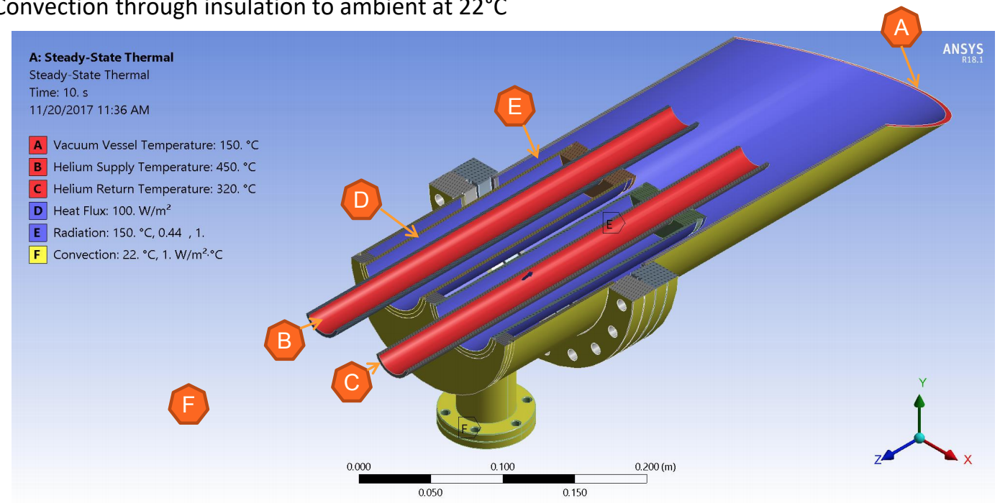 Convection through insulation to ambient at 22°C
A
A: Steady-State Thermal
Steady-State Thermal
Time: 10. s
11/20/2017 11:36 AM
ANSYS
R18.1
E
A Vacuum Vessel Temperature: 150. °C
B Helium Supply Temperature: 450. °C
C Helium Return Temperature: 320. °C
D Heat Flux: 100. W/m²
E Radiation: 150. °C, 0.44 , 1.
F Convection: 22. °C, 1. W/m²·°C
D
E
B
C
F
F
Y
Z
X
0.000 0.100 0.200 (m)
0.050 0.150